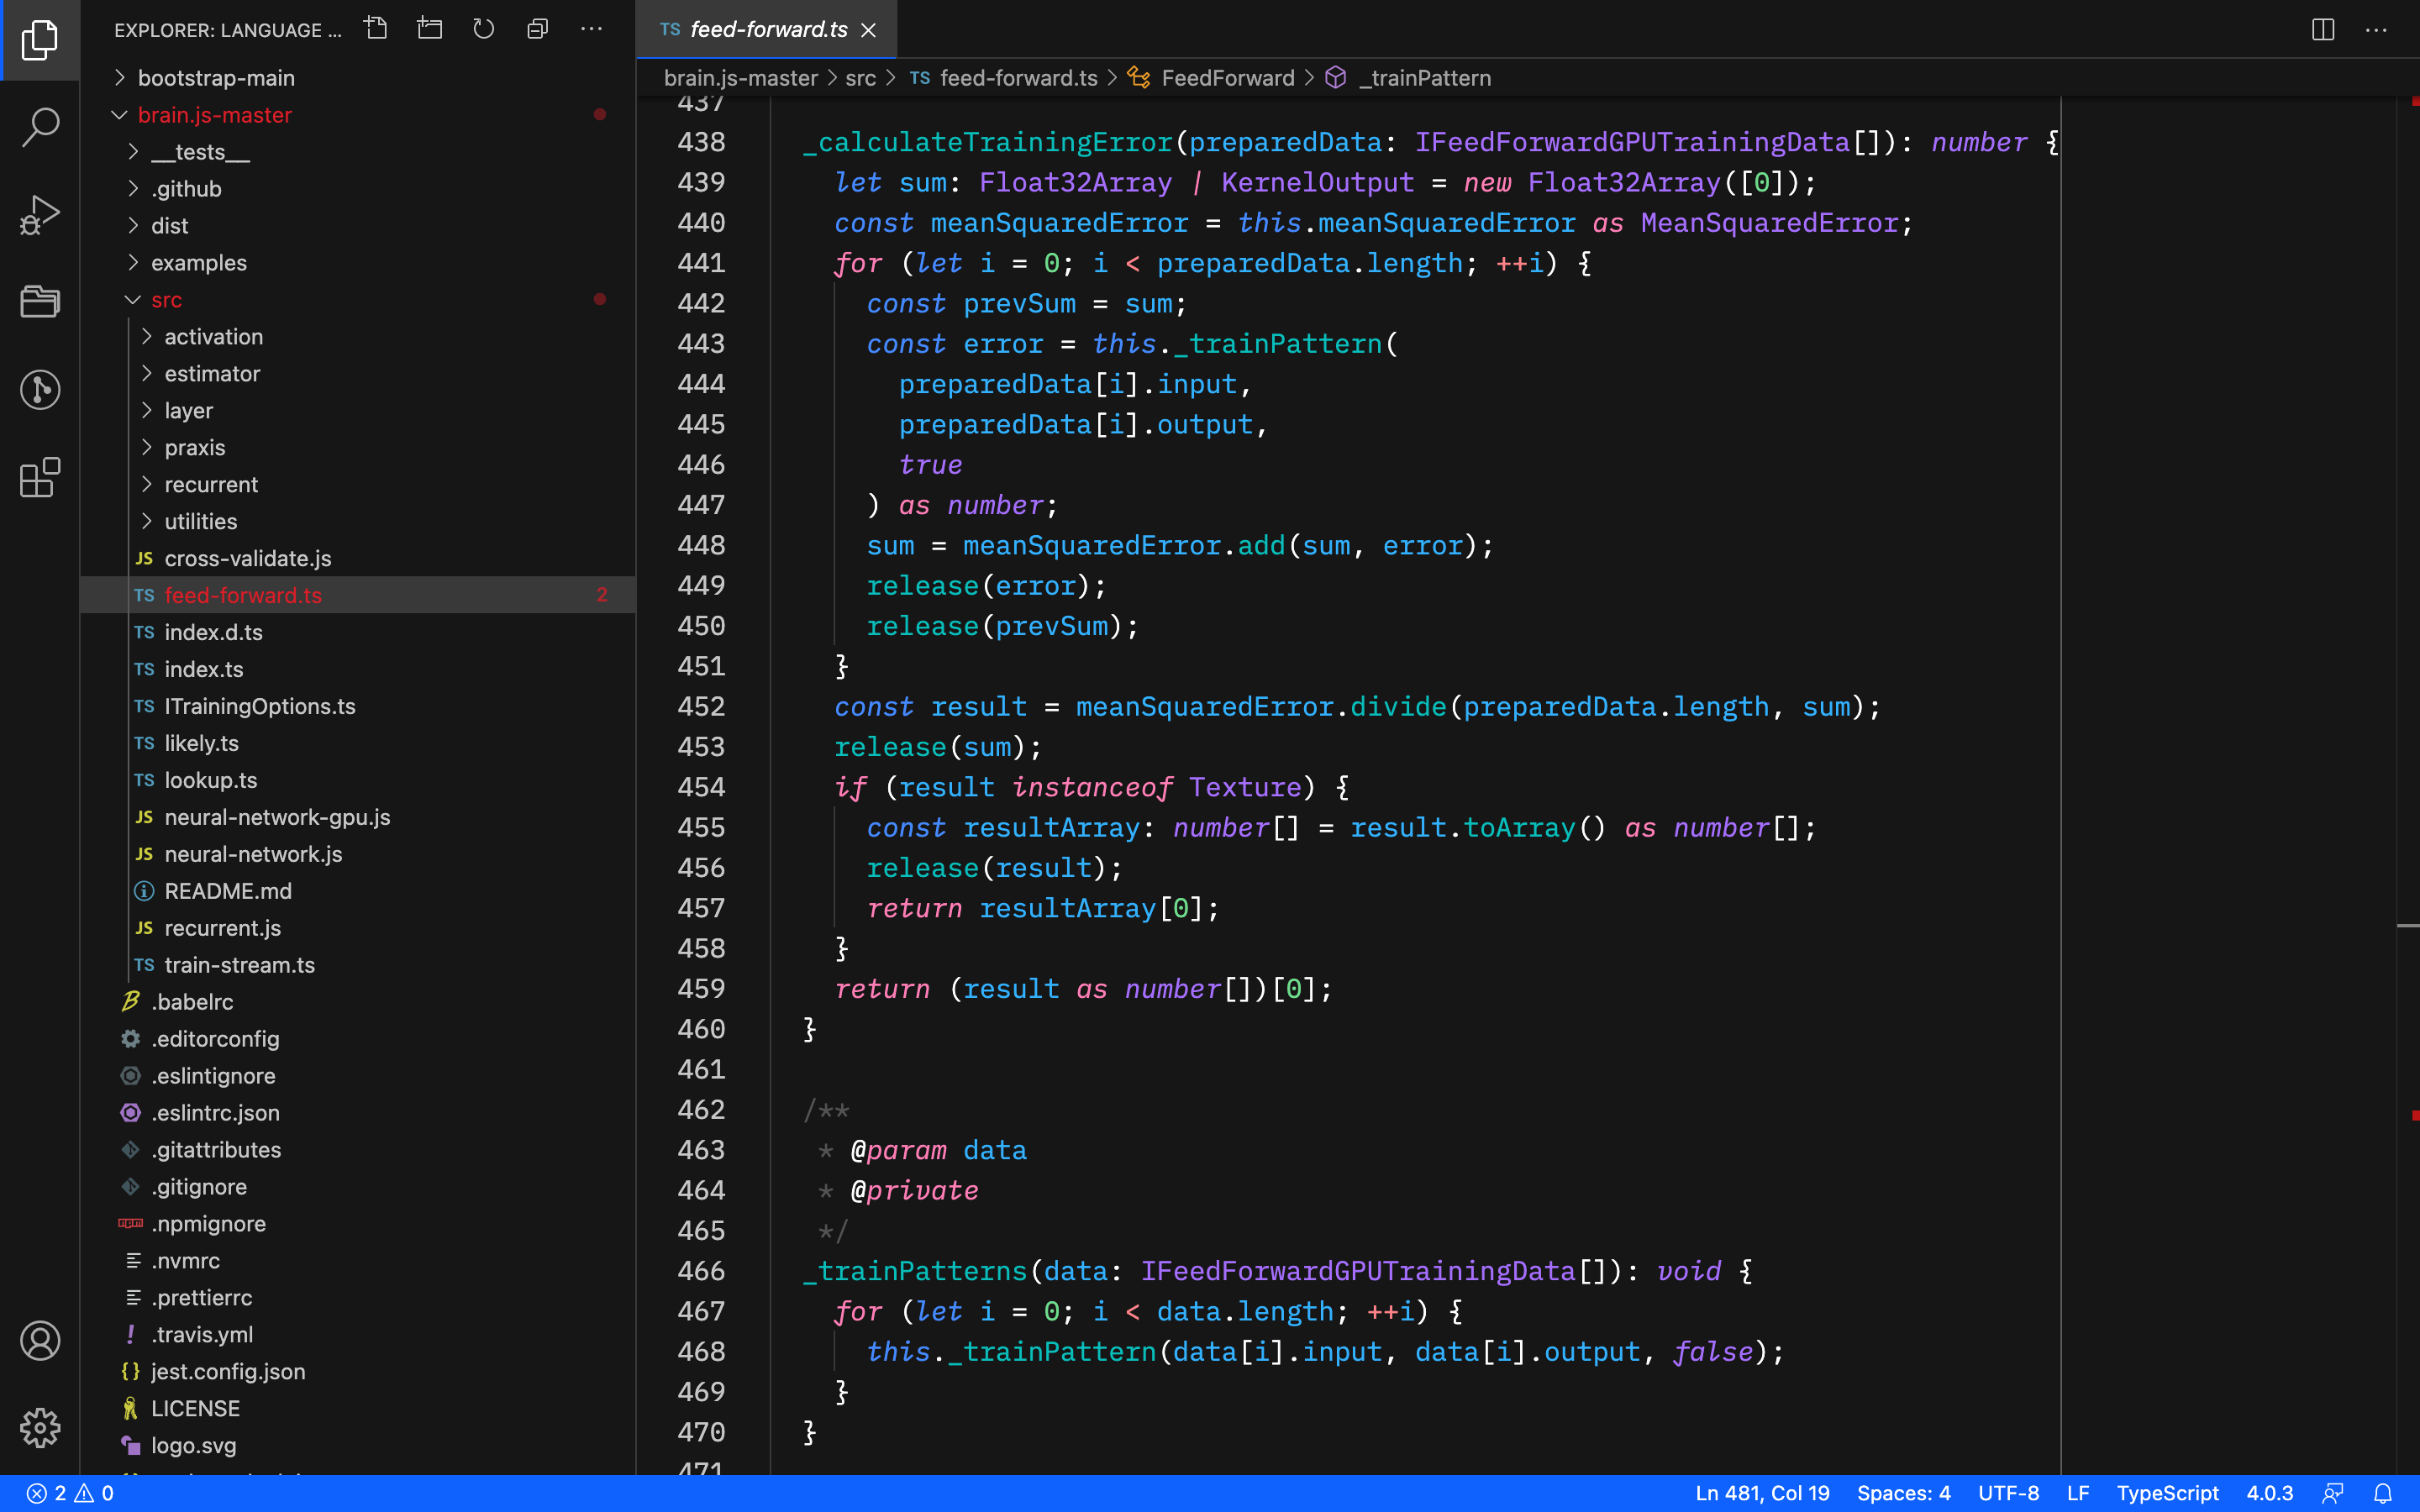 EXPLORER: LANGUAGE ...
bootstrap-main
brain.js-master
__tests__
.github
dist
examples
src
activation
estimator
layer
praxis
recurrent
utilities
JS cross-validate.js
TS feed-forward.ts 2
TS index.d.ts
TS index.ts
TS ITrainingOptions.ts
TS likely.ts
TS lookup.ts
JS neural-network-gpu.js
JS neural-network.js
README.md
JS recurrent.js
TS train-stream.ts
.babelrc
.editorconfig
.eslintignore
.eslintrc.json
.gitattributes
.gitignore
.npmignore
.nvmrc
.prettierrc
.travis.yml
{} jest.config.json
LICENSE
logo.svg
TS feed-forward.ts
brain.js-master > src > TS feed-forward.ts > FeedForward > _trainPattern
437
438 _calculateTrainingError(preparedData: IFeedForwardGPUTrainingData[]): number {
439 let sum: Float32Array | KernelOutput = new Float32Array([0]);
440 const meanSquaredError = this.meanSquaredError as MeanSquaredError;
441 for (let i = 0; i < preparedData.length; ++i) {
442 const prevSum = sum;
443 const error = this._trainPattern(
444 preparedData[i].input,
445 preparedData[i].output,
446 true
447 ) as number;
448 sum = meanSquaredError.add(sum, error);
449 release(error);
450 release(prevSum);
451 }
452 const result = meanSquaredError.divide(preparedData.length, sum);
453 release(sum);
454 if (result instanceof Texture) {
455 const resultArray: number[] = result.toArray() as number[];
456 release(result);
457 return resultArray[0];
458 }
459 return (result as number[])[0];
460 }
461
462 /**
463 * @param data
464 * @private
465 */
466 _trainPatterns(data: IFeedForwardGPUTrainingData[]): void {
467 for (let i = 0; i < data.length; ++i) {
468 this._trainPattern(data[i].input, data[i].output, false);
469 }
470 }
471
2 0
Ln 481, Col 19 Spaces: 4 UTF-8 LF TypeScript 4.0.3